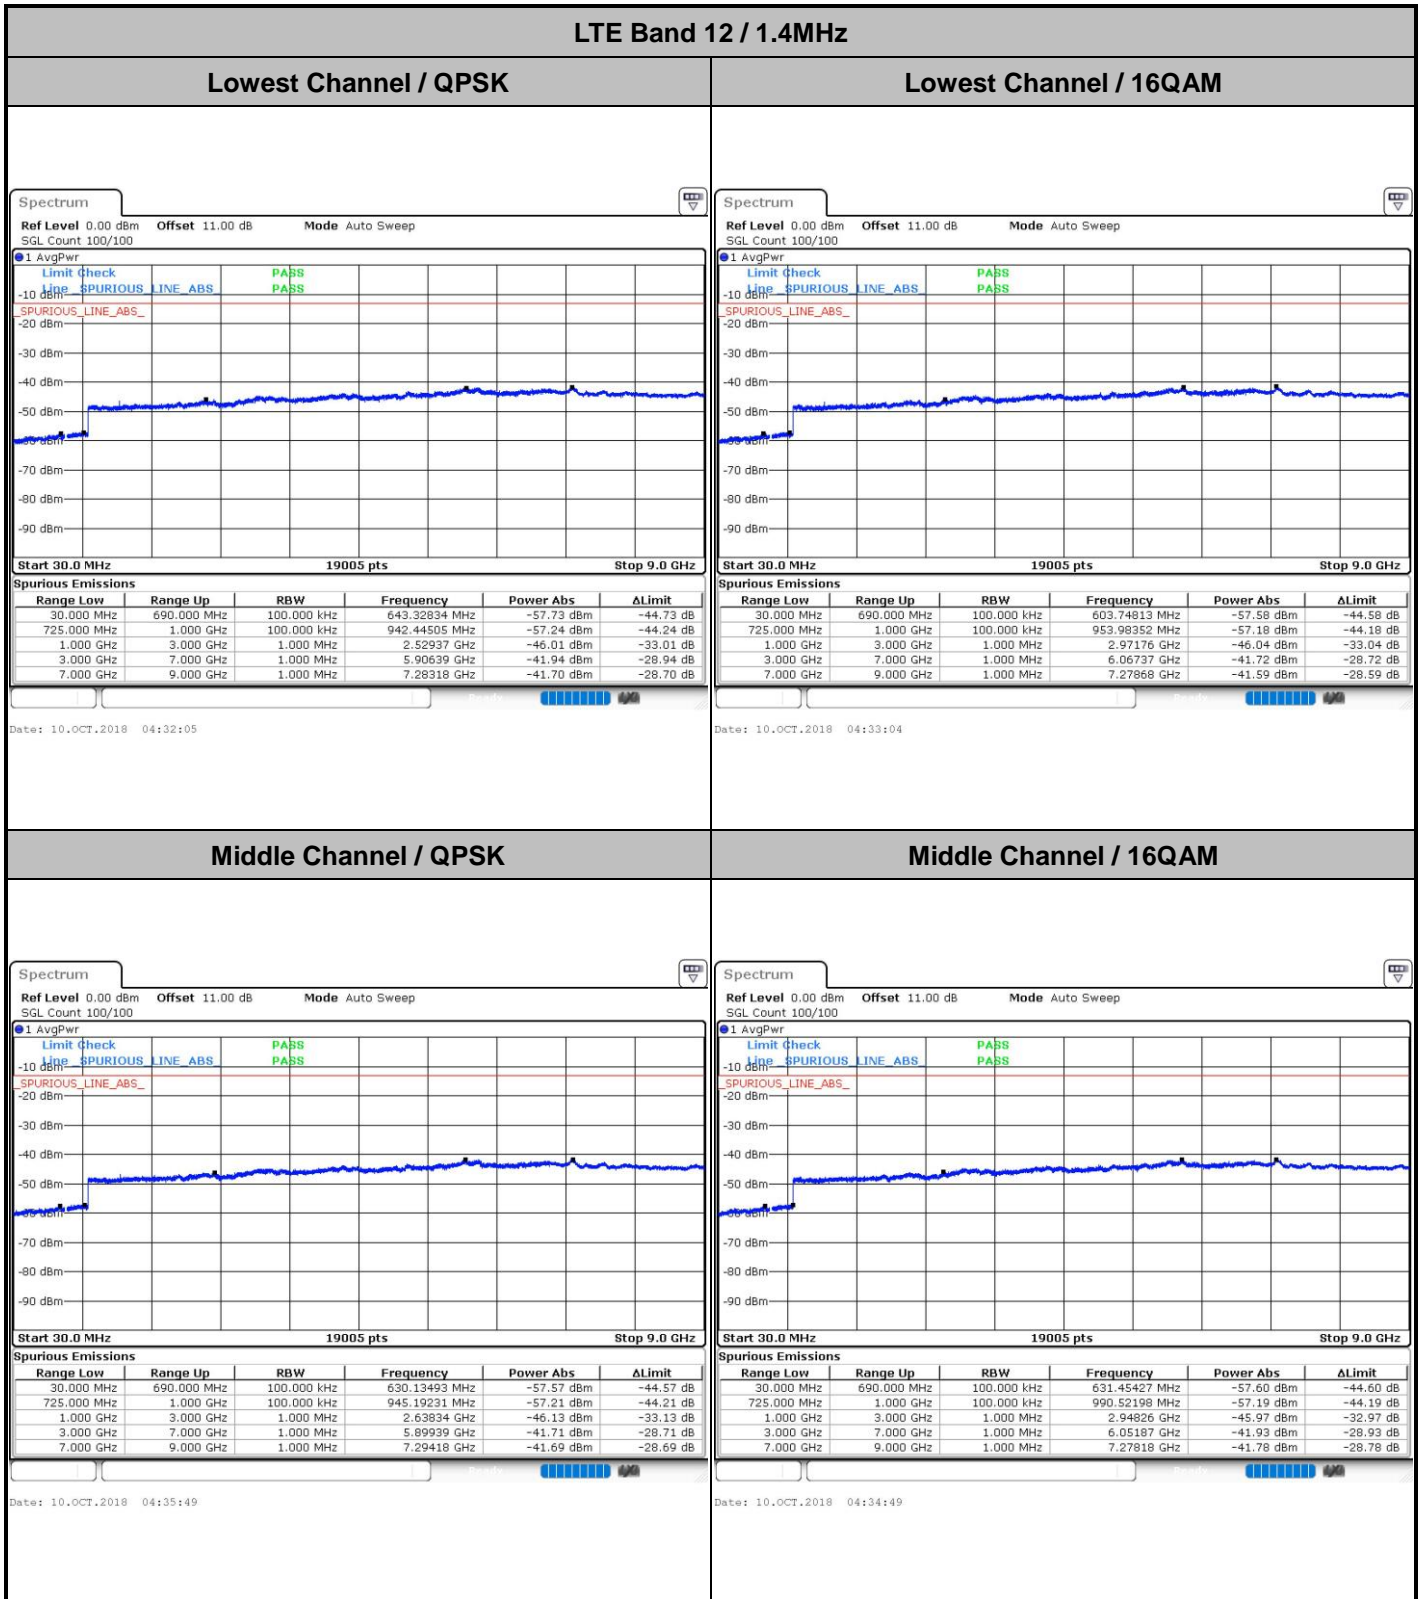 LTE Band 12 / 1.4MHz
Lowest Channel / QPSK
Lowest Channel / 16QAM
Spectrum
Ref Level 0.00 dBm Offset 11.00 dB Mode Auto Sweep
SGL Count 100/100
1 AvgPwr
Limit Check PASS
Line _SPURIOUS_LINE_ABS_ PASS
-10 dBm
_SPURIOUS_LINE_ABS_
-20 dBm
-30 dBm
-40 dBm
-50 dBm
-60 dBm
-70 dBm
-80 dBm
-90 dBm
Start 30.0 MHz 19005 pts Stop 9.0 GHz
Spurious Emissions
Range Low Range Up RBW Frequency Power Abs ΔLimit
30.000 MHz 690.000 MHz 100.000 kHz 643.32834 MHz -57.73 dBm -44.73 dB
725.000 MHz 1.000 GHz 100.000 kHz 942.44505 MHz -57.24 dBm -44.24 dB
1.000 GHz 3.000 GHz 1.000 MHz 2.52937 GHz -46.01 dBm -33.01 dB
3.000 GHz 7.000 GHz 1.000 MHz 5.90639 GHz -41.94 dBm -28.94 dB
7.000 GHz 9.000 GHz 1.000 MHz 7.28318 GHz -41.70 dBm -28.70 dB
Date: 10.OCT.2018 04:32:05
Spectrum
Ref Level 0.00 dBm Offset 11.00 dB Mode Auto Sweep
SGL Count 100/100
1 AvgPwr
Limit Check PASS
Line _SPURIOUS_LINE_ABS_ PASS
-10 dBm
_SPURIOUS_LINE_ABS_
-20 dBm
-30 dBm
-40 dBm
-50 dBm
-60 dBm
-70 dBm
-80 dBm
-90 dBm
Start 30.0 MHz 19005 pts Stop 9.0 GHz
Spurious Emissions
Range Low Range Up RBW Frequency Power Abs ΔLimit
30.000 MHz 690.000 MHz 100.000 kHz 603.74813 MHz -57.58 dBm -44.58 dB
725.000 MHz 1.000 GHz 100.000 kHz 953.98352 MHz -57.18 dBm -44.18 dB
1.000 GHz 3.000 GHz 1.000 MHz 2.97176 GHz -46.04 dBm -33.04 dB
3.000 GHz 7.000 GHz 1.000 MHz 6.06737 GHz -41.72 dBm -28.72 dB
7.000 GHz 9.000 GHz 1.000 MHz 7.27868 GHz -41.59 dBm -28.59 dB
Date: 10.OCT.2018 04:33:04
Middle Channel / QPSK
Middle Channel / 16QAM
Spectrum
Ref Level 0.00 dBm Offset 11.00 dB Mode Auto Sweep
SGL Count 100/100
1 AvgPwr
Limit Check PASS
Line _SPURIOUS_LINE_ABS_ PASS
-10 dBm
_SPURIOUS_LINE_ABS_
-20 dBm
-30 dBm
-40 dBm
-50 dBm
-60 dBm
-70 dBm
-80 dBm
-90 dBm
Start 30.0 MHz 19005 pts Stop 9.0 GHz
Spurious Emissions
Range Low Range Up RBW Frequency Power Abs ΔLimit
30.000 MHz 690.000 MHz 100.000 kHz 630.13493 MHz -57.57 dBm -44.57 dB
725.000 MHz 1.000 GHz 100.000 kHz 945.19231 MHz -57.21 dBm -44.21 dB
1.000 GHz 3.000 GHz 1.000 MHz 2.63834 GHz -46.13 dBm -33.13 dB
3.000 GHz 7.000 GHz 1.000 MHz 5.89939 GHz -41.71 dBm -28.71 dB
7.000 GHz 9.000 GHz 1.000 MHz 7.29418 GHz -41.69 dBm -28.69 dB
Date: 10.OCT.2018 04:35:49
Spectrum
Ref Level 0.00 dBm Offset 11.00 dB Mode Auto Sweep
SGL Count 100/100
1 AvgPwr
Limit Check PASS
Line _SPURIOUS_LINE_ABS_ PASS
-10 dBm
_SPURIOUS_LINE_ABS_
-20 dBm
-30 dBm
-40 dBm
-50 dBm
-60 dBm
-70 dBm
-80 dBm
-90 dBm
Start 30.0 MHz 19005 pts Stop 9.0 GHz
Spurious Emissions
Range Low Range Up RBW Frequency Power Abs ΔLimit
30.000 MHz 690.000 MHz 100.000 kHz 631.45427 MHz -57.60 dBm -44.60 dB
725.000 MHz 1.000 GHz 100.000 kHz 990.52198 MHz -57.19 dBm -44.19 dB
1.000 GHz 3.000 GHz 1.000 MHz 2.94826 GHz -45.97 dBm -32.97 dB
3.000 GHz 7.000 GHz 1.000 MHz 6.05187 GHz -41.93 dBm -28.93 dB
7.000 GHz 9.000 GHz 1.000 MHz 7.27818 GHz -41.78 dBm -28.78 dB
Date: 10.OCT.2018 04:34:49